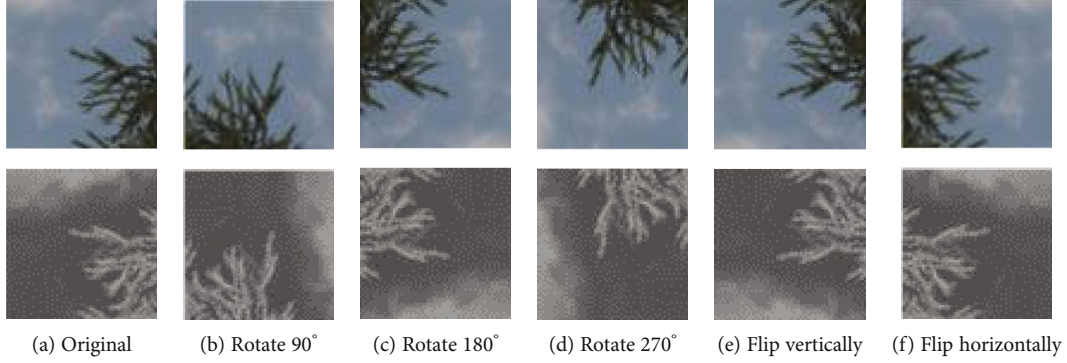 (a) Original
(b) Rotate 90°
(c) Rotate 180°
(d) Rotate 270°
(e) Flip vertically
(f) Flip horizontally